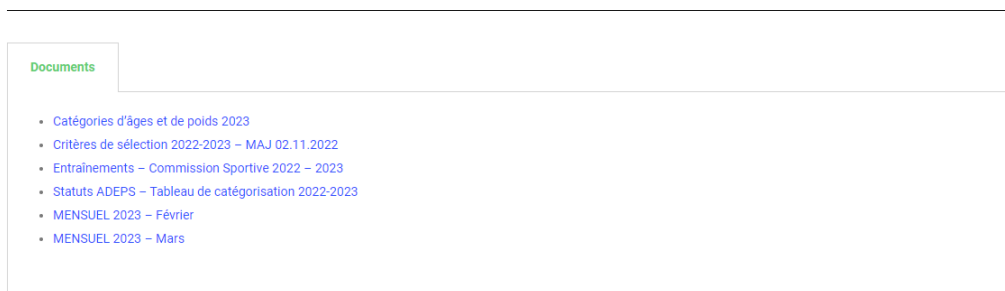 Documents
Catégories d'âges et de poids 2023
Critères de sélection 2022-2023 – MAJ 02.11.2022
Entraînements – Commission Sportive 2022 – 2023
Statuts ADEPS – Tableau de catégorisation 2022-2023
MENSUEL 2023 – Février
MENSUEL 2023 – Mars